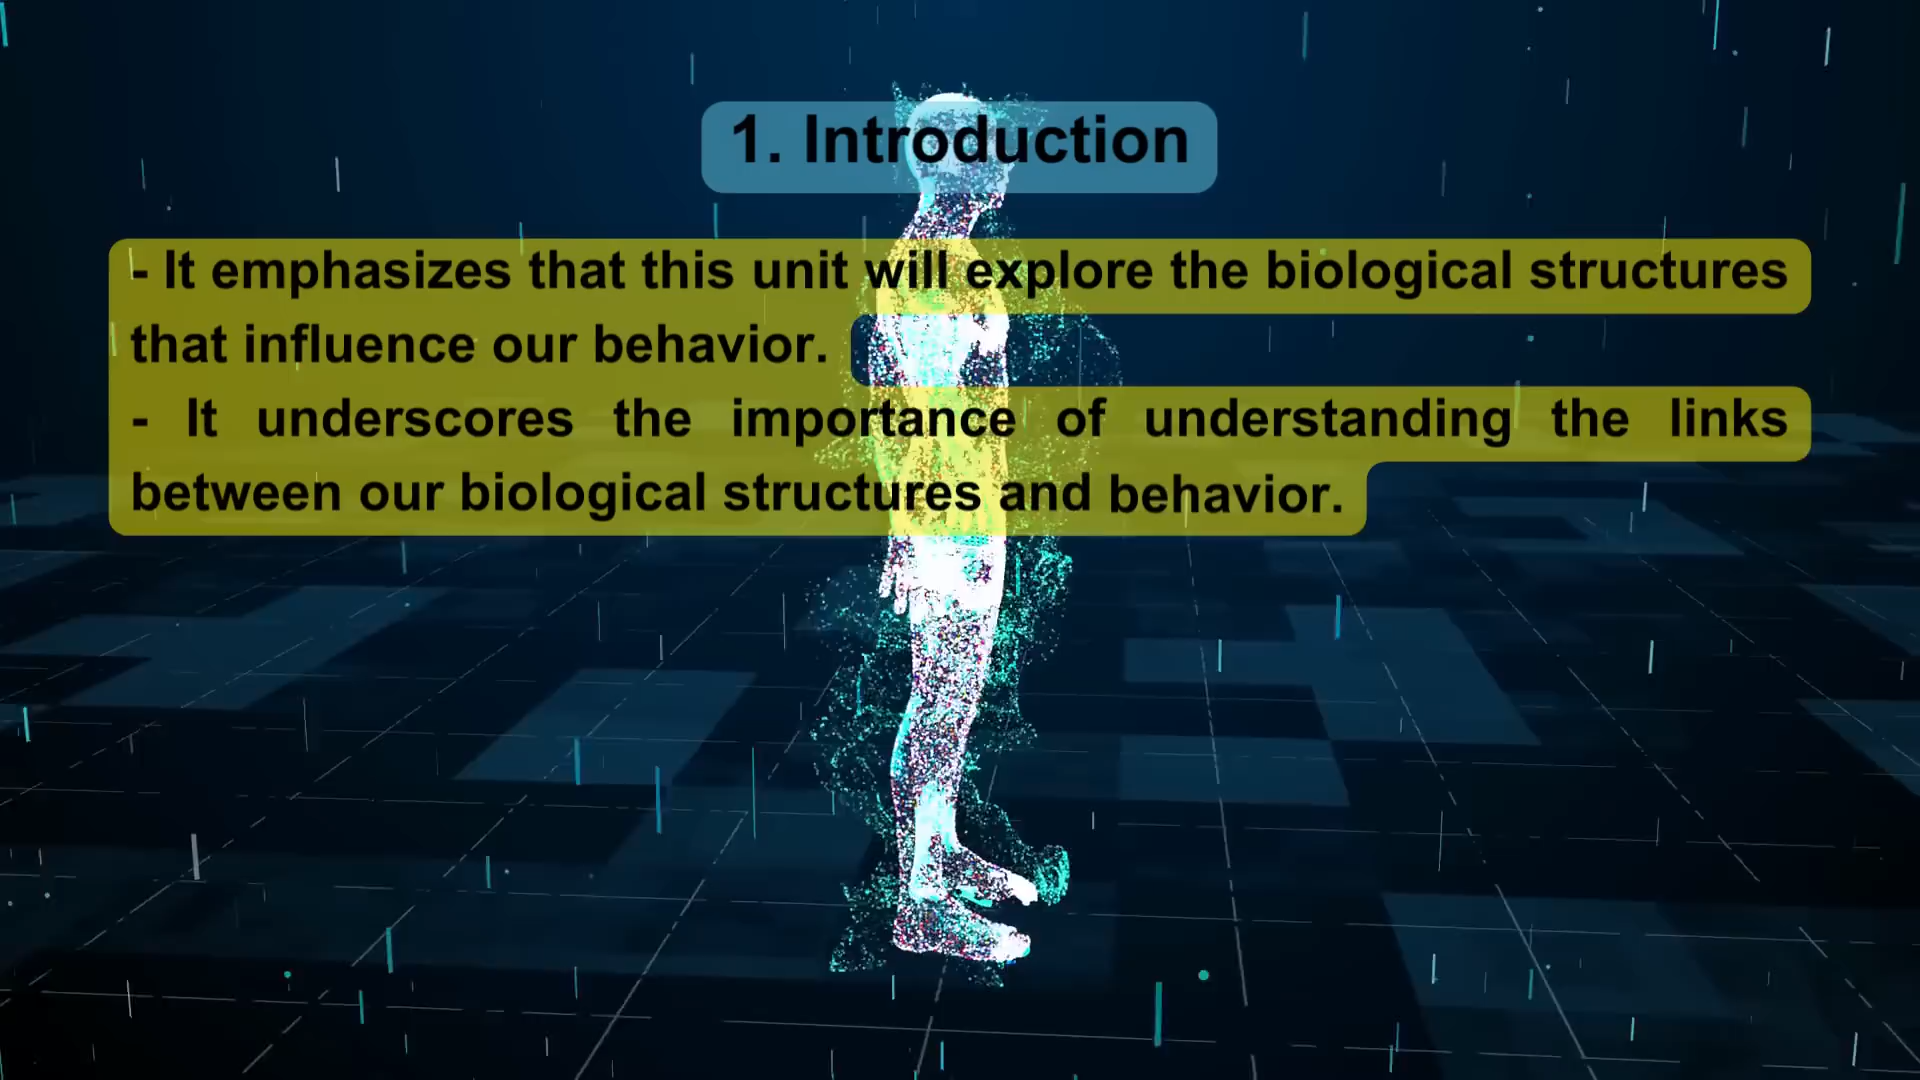 1. Introduction
- It emphasizes that this unit will explore the biological structures
that influence our behavior.
- It underscores the importance of understanding the links
between our biological structures and behavior.